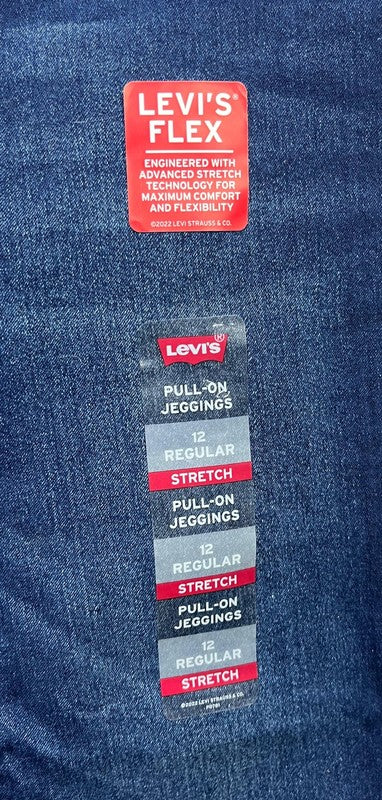 LEVI'S®
FLEX
ENGINEERED WITH
ADVANCED STRETCH
TECHNOLOGY FOR
MAXIMUM COMFORT
AND FLEXIBILITY
©2022 LEVI STRAUSS & CO.
Levi's®
PULL-ON
JEGGINGS
12
REGULAR
STRETCH
PULL-ON
JEGGINGS
12
REGULAR
STRETCH
PULL-ON
JEGGINGS
12
REGULAR
STRETCH
©2022 LEVI STRAUSS & CO.